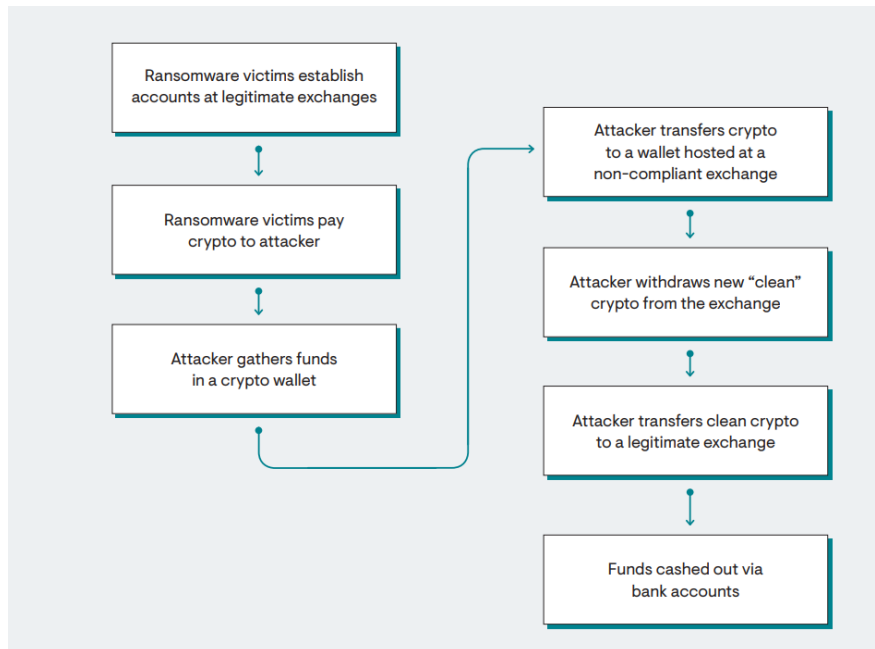 Ransomware victims establish
accounts at legitimate exchanges
Ransomware victims pay
crypto to attacker
Attacker gathers funds
in a crypto wallet
Attacker transfers crypto
to a wallet hosted at a
non-compliant exchange
Attacker withdraws new “clean”
crypto from the exchange
Attacker transfers clean crypto
to a legitimate exchange
Funds cashed out via
bank accounts